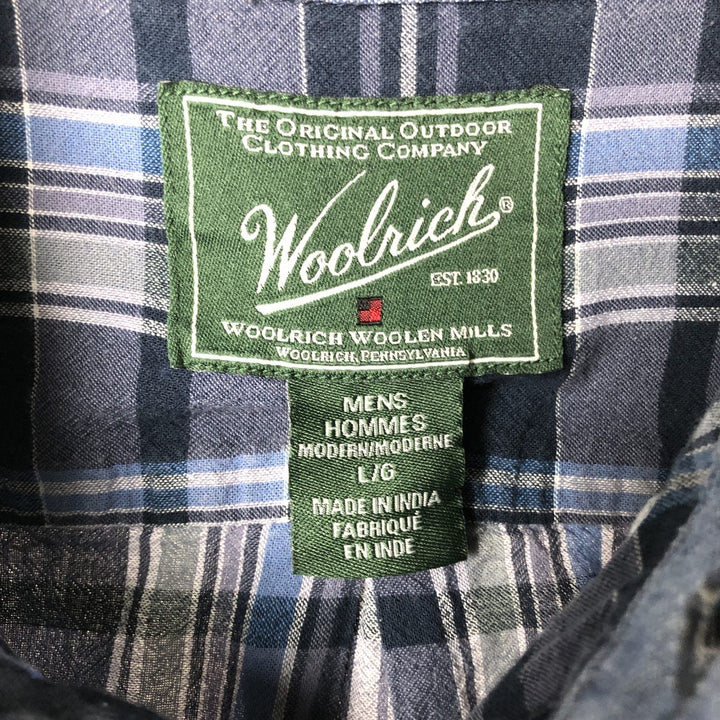 THE ORIGINAL OUTDOOR
CLOTHING COMPANY
Woolrich®
EST. 1830
WOOLRICH WOOLEN MILLS
WOOLRICH, PENNSYLVANIA
MENS
HOMMES
MODERN/MODERNE
L/G
MADE IN INDIA
FABRIQUÉ
EN INDE